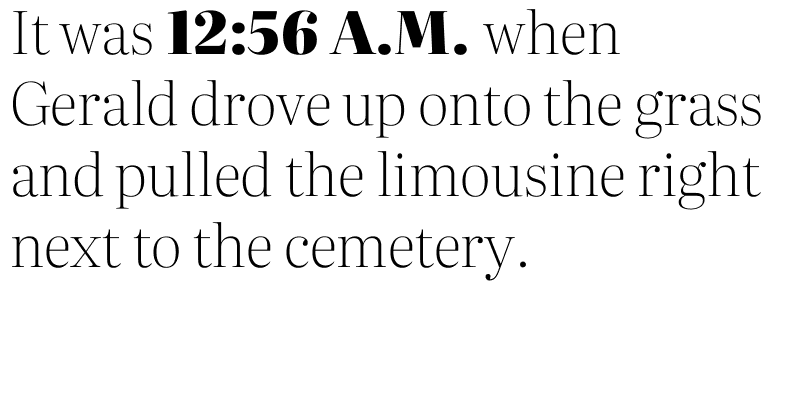 It was 12:56 A.M. when
Gerald drove up onto the grass
and pulled the limousine right
next to the cemetery.